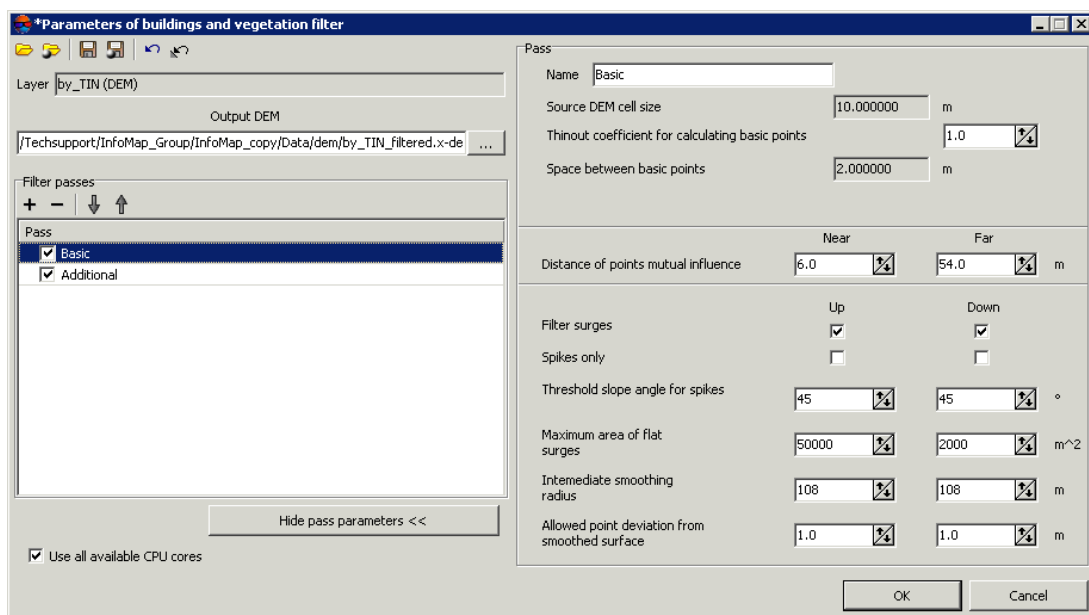 *Parameters of buildings and vegetation filter
Layer by_TIN (DEM)
Output DEM
/Techsupport/InfoMap_Group/InfoMap_copy/Data/dem/by_TIN_filtered.x-de ...
Filter passes
Pass
Basic
Additional
Hide pass parameters <<
Use all available CPU cores
Pass
Name Basic
Source DEM cell size 10.000000 m
Thinout coefficient for calculating basic points 1.0
Space between basic points 2.000000 m
Near Far
Distance of points mutual influence 6.0 54.0 m
Up Down
Filter surges
Spikes only
Threshold slope angle for spikes 45 45 °
Maximum area of flat
surges 50000 2000 m^2
Intemediate smoothing
radius 108 108 m
Allowed point deviation from
smoothed surface 1.0 1.0 m
OK Cancel